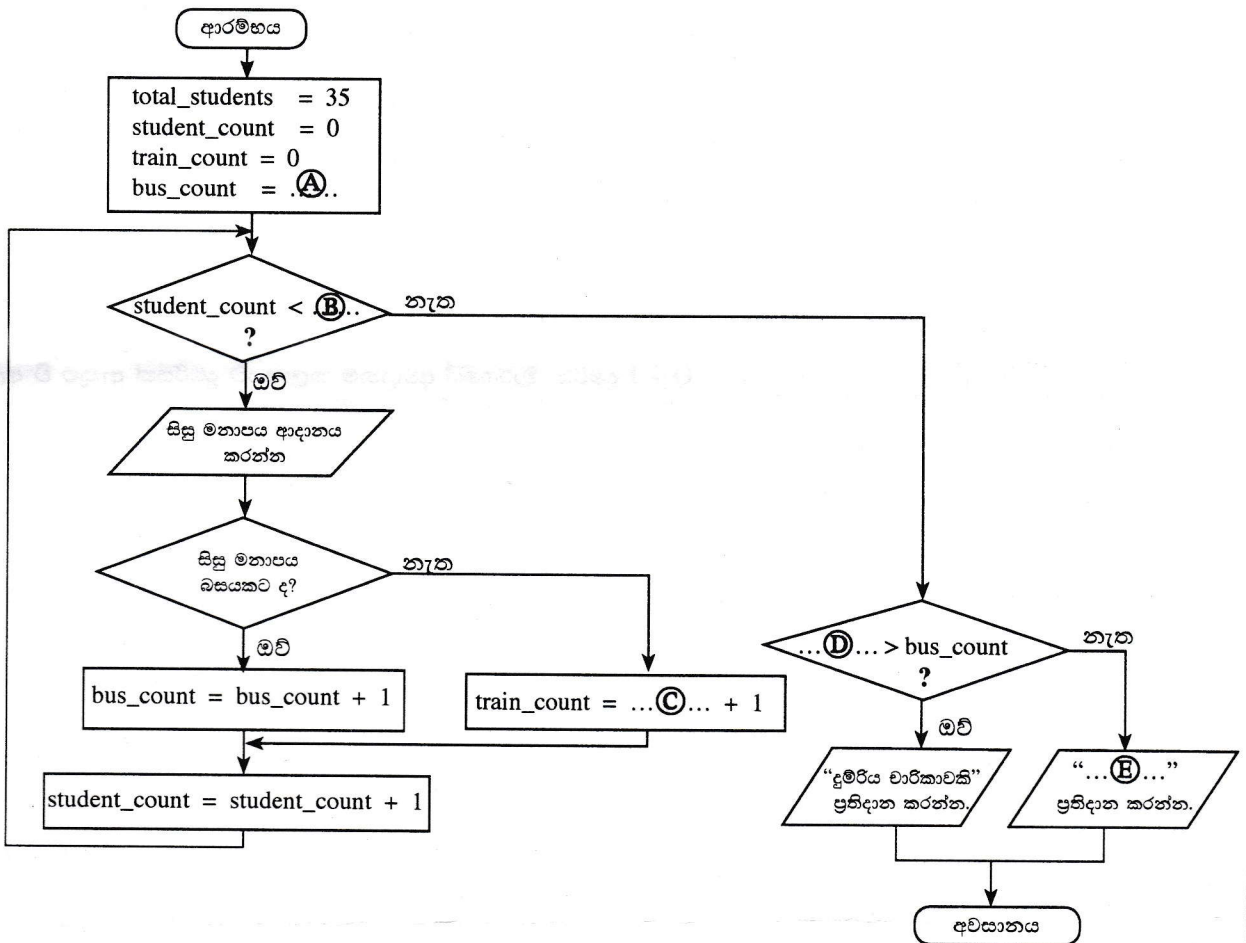 ආරම්භය
total_students = 35
student_count = 0
train_count = 0
bus_count = ..Ⓐ..
student_count < ..Ⓑ..
?
නැත
ඔව්
සිසු මනාපය ආදානය
කරන්න
සිසු මනාපය
බසයකට ද?
නැත
ඔව්
bus_count = bus_count + 1
train_count = ...Ⓒ... + 1
student_count = student_count + 1
...Ⓓ... > bus_count
?
නැත
ඔව්
“දුම්රිය චාරිකාවකි”
ප්‍රතිදාන කරන්න.
“...Ⓔ...”
ප්‍රතිදාන කරන්න.
අවසානය